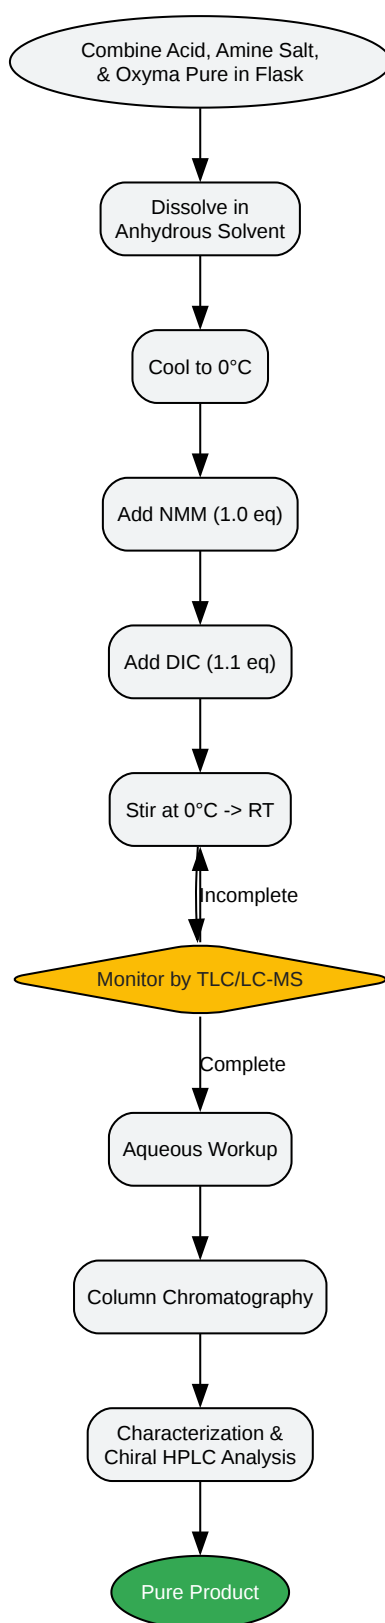 Combine Acid, Amine Salt,
& Oxyma Pure in Flask
Dissolve in
Anhydrous Solvent
Cool to 0°C
Add NMM (1.0 eq)
Add DIC (1.1 eq)
Stir at 0°C -> RT
Incomplete
Monitor by TLC/LC-MS
Complete
Aqueous Workup
Column Chromatography
Characterization &
Chiral HPLC Analysis
Pure Product